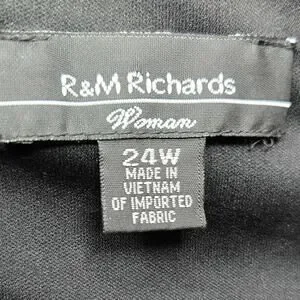 R&M Richards
Woman
24W
MADE IN
VIETNAM
OF IMPORTED
FABRIC